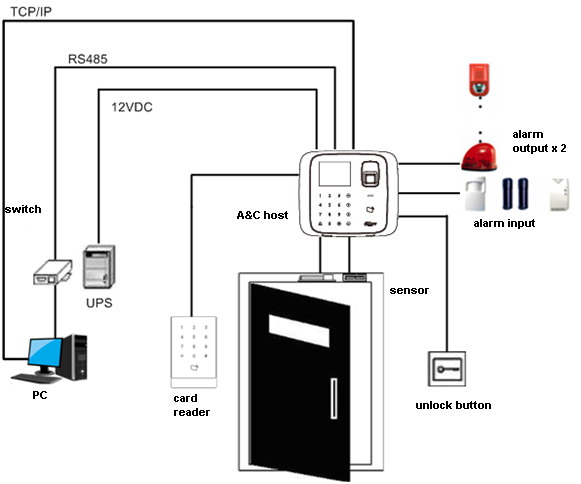 TCP/IP
RS485
12VDC
alarm
output x 2
switch
A&C host
alarm input
UPS
sensor
PC
card
reader
unlock button